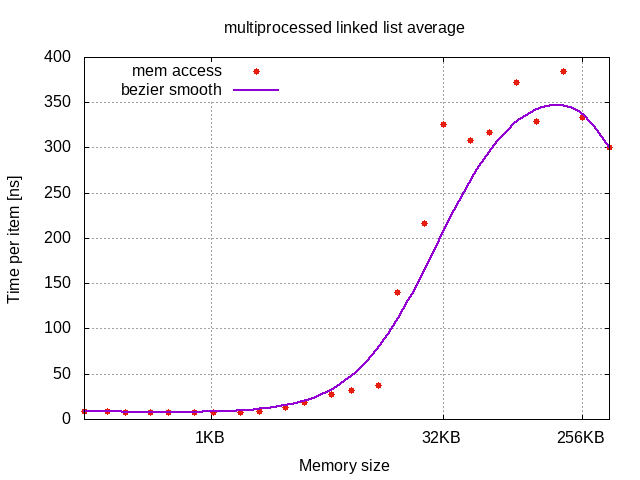 multiprocessed linked list average
mem access
bezier smooth
400
350
300
250
200
150
100
50
0
Time per item [ns]
1KB
32KB
256KB
Memory size